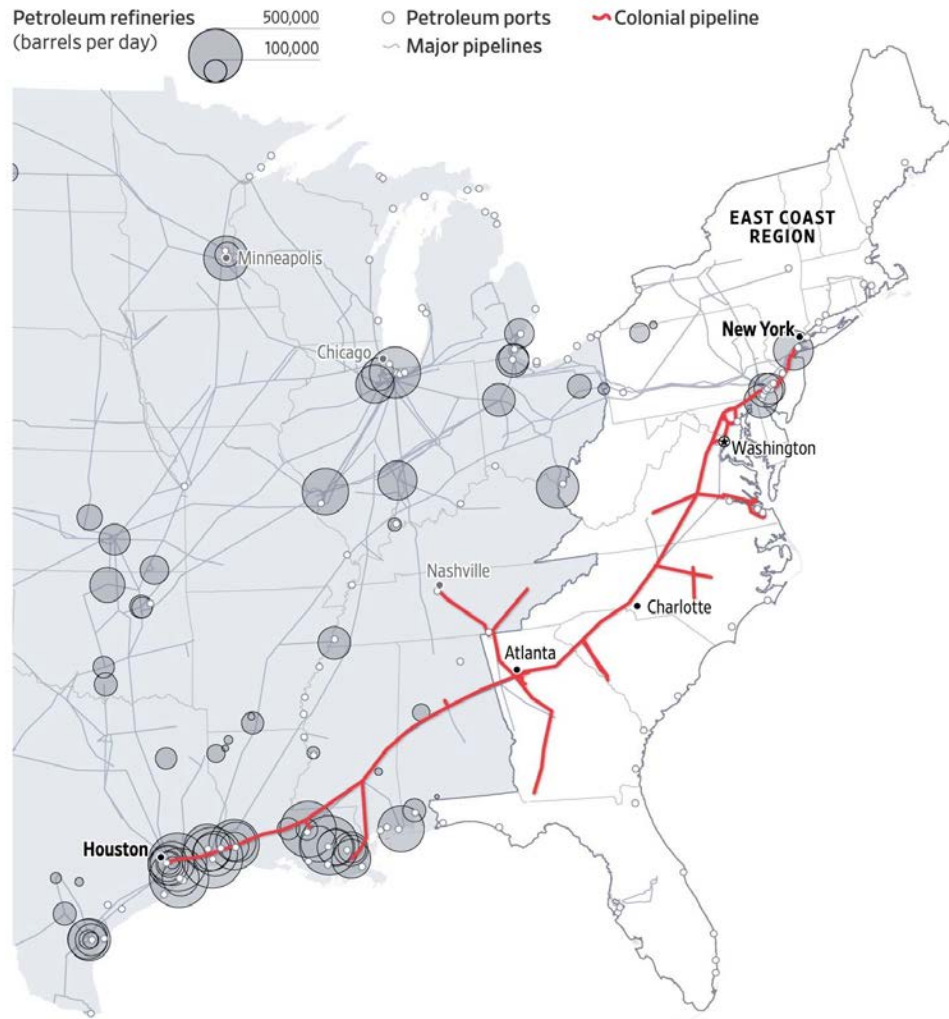 Petroleum refineries
(barrels per day)
500,000
100,000
Petroleum ports
Major pipelines
Colonial pipeline
EAST COAST
REGION
Minneapolis
New York
Chicago
Washington
Nashville
Charlotte
Atlanta
Houston